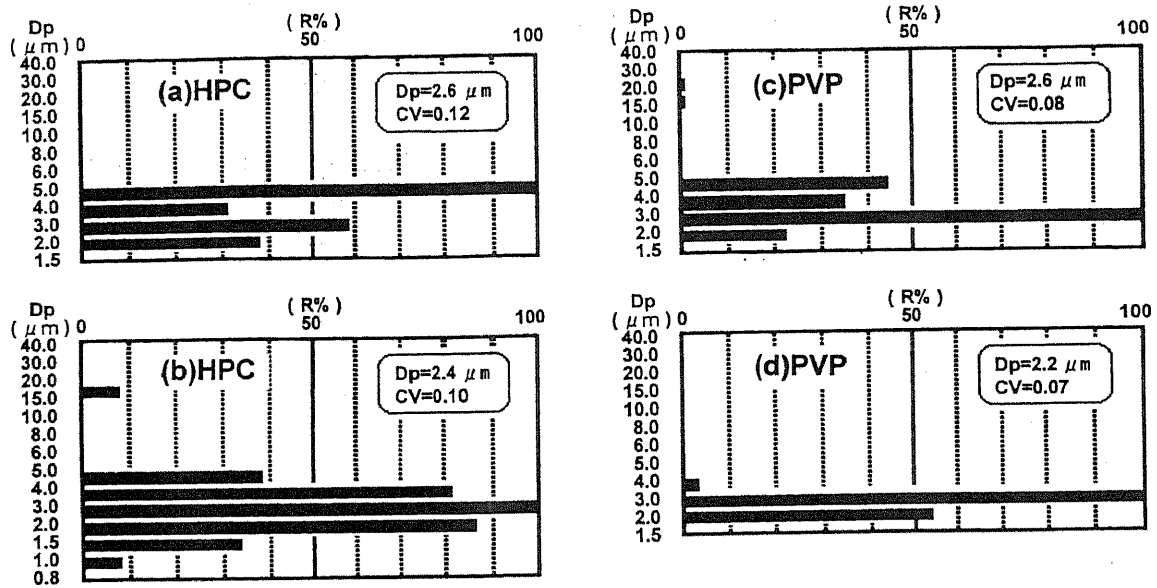 Dp
( μm )
( R% )
0 50 100
40.0
30.0
20.0
15.0
10.0
8.0
6.0
5.0
4.0
3.0
2.0
1.5
(a)HPC
Dp=2.6 μm
CV=0.12
Dp
( μm )
( R% )
0 50 100
40.0
30.0
20.0
15.0
10.0
8.0
6.0
5.0
4.0
3.0
2.0
1.5
(c)PVP
Dp=2.6 μm
CV=0.08
Dp
( μm )
( R% )
0 50 100
40.0
30.0
20.0
15.0
10.0
8.0
6.0
5.0
4.0
3.0
2.0
1.5
1.0
0.8
(b)HPC
Dp=2.4 μm
CV=0.10
Dp
( μm )
( R% )
0 50 100
40.0
30.0
20.0
15.0
10.0
8.0
6.0
5.0
4.0
3.0
2.0
1.5
(d)PVP
Dp=2.2 μm
CV=0.07